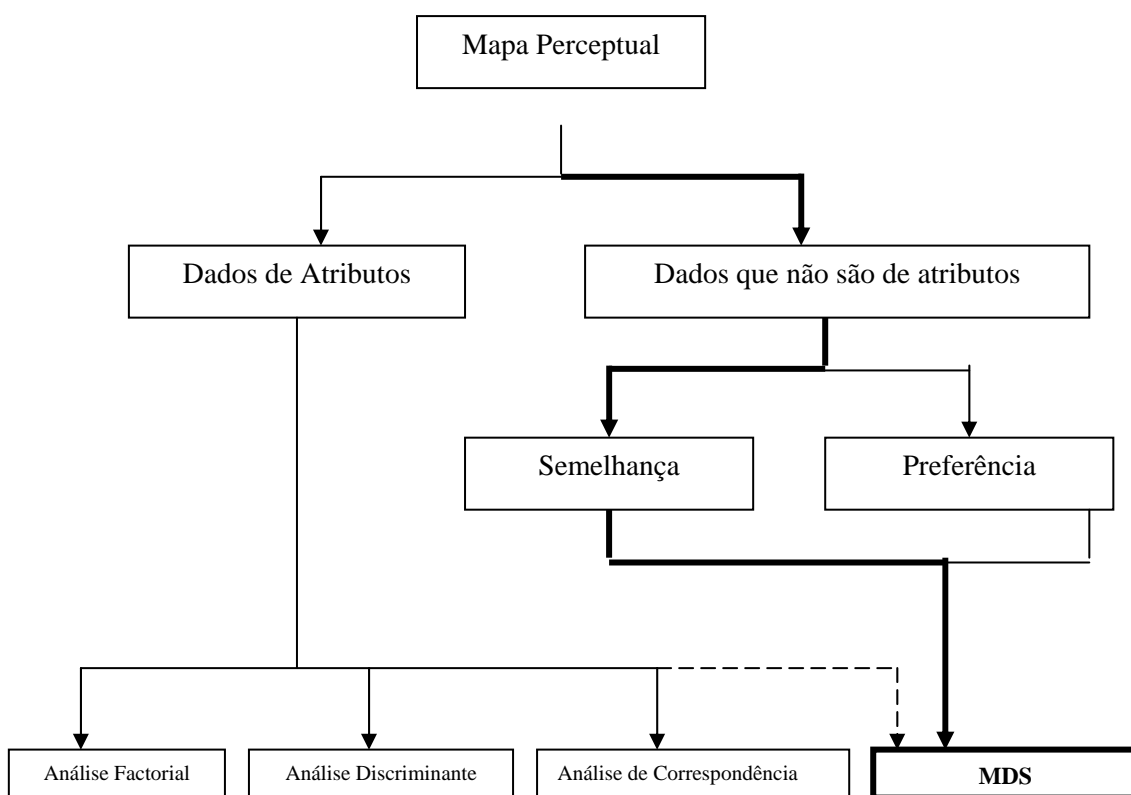 Mapa Perceptual
Dados de Atributos
Dados que não são de atributos
Semelhança
Preferência
Análise Factorial
Análise Discriminante
Análise de Correspondência
MDS